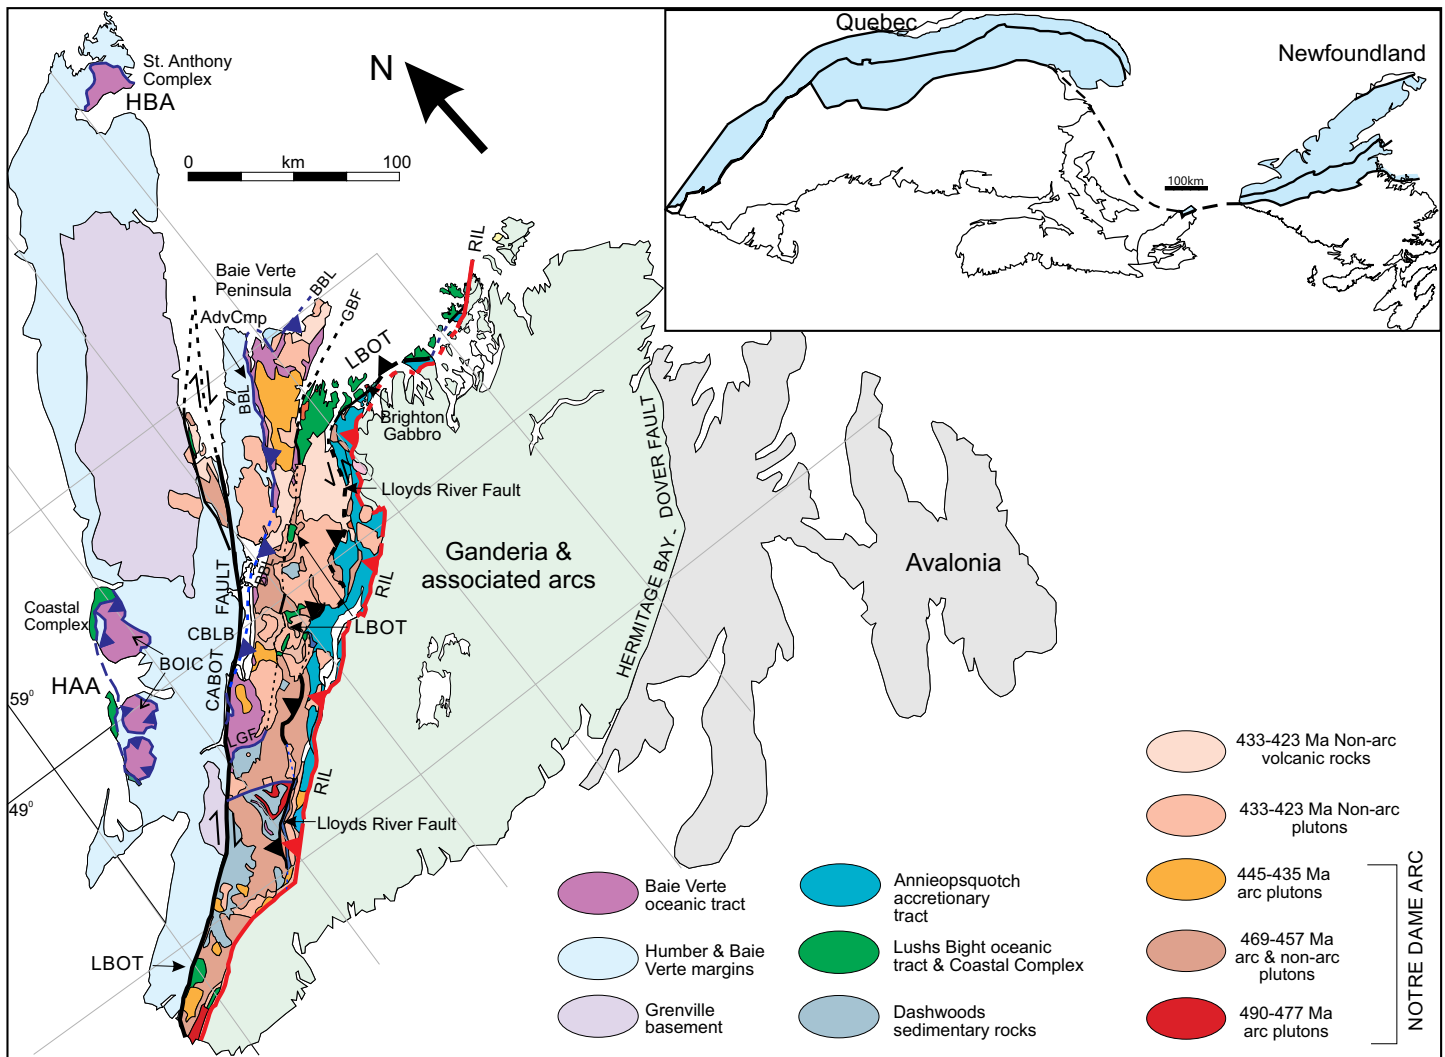 Quebec
Newfoundland
100km
St. Anthony
Complex
HBA
N
0 km 100
Baie Verte
Peninsula
BBL
GBF
RIL
AdvCmp
LBOT
BBL
Brighton
Gabbro
Lloyds River Fault
Ganderia &
associated arcs
HERMITAGE BAY - DOVER FAULT
Avalonia
BBL
RIL
Coastal
Complex
CABOT FAULT
CBLB
LBOT
BOIC
HAA
59°
49°
LGF
RIL
Lloyds River Fault
LBOT
Baie Verte
oceanic tract
Humber & Baie
Verte margins
Grenville
basement
Annieopsquotch
accretionary
tract
Lushs Bight oceanic
tract & Coastal Complex
Dashwoods
sedimentary rocks
433-423 Ma Non-arc
volcanic rocks
433-423 Ma Non-arc
plutons
445-435 Ma
arc plutons
469-457 Ma
arc & non-arc
plutons
490-477 Ma
arc plutons
NOTRE DAME ARC